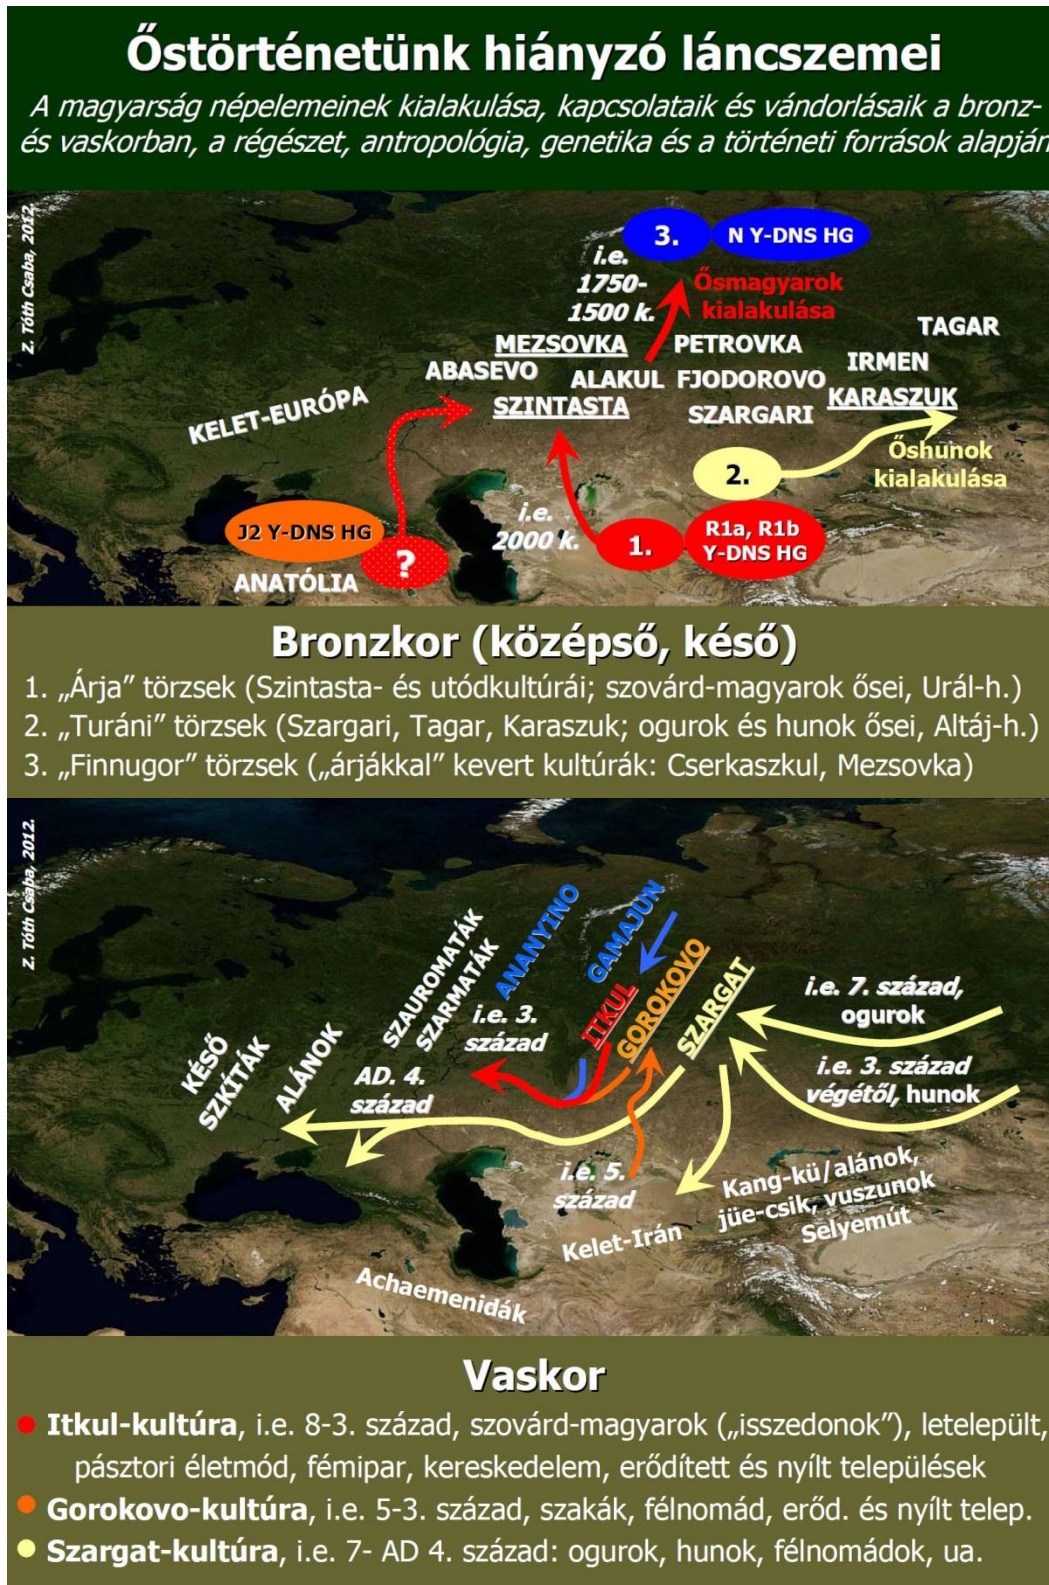 Őstörténetünk hiányzó láncszemei
A magyarság népelemeinek kialakulása, kapcsolataik és vándorlásaik a bronz-
és vaskorban, a régészet, antropológia, genetika és a történeti források alapján
Z. Tóth Csaba, 2012.
3.
N Y-DNS HG
i.e.
1750-
1500 k.
Ősmagyarok
kialakulása
TAGAR
MEZSOVKA
PETROVKA
IRMEN
ABASEVO
ALAKUL
FJODOROVO
KARASZUK
SZINTASTA
SZARGARI
KELET-EURÓPA
Őshunok
kialakulása
2.
J2 Y-DNS HG
i.e.
2000 k.
1.
R1a, R1b
Y-DNS HG
?
ANATÓLIA
Bronzkor (középső, késő)
1. „Árja” törzsek (Szintasta- és utódkultúrái; szovárd-magyarok ősei, Urál-h.)
2. „Turáni” törzsek (Szargari, Tagar, Karaszuk; ogurok és hunok ősei, Altáj-h.)
3. „Finnugor” törzsek („árjákkal” kevert kultúrák: Cserkaszkul, Mezsovka)
Z. Tóth Csaba, 2012.
ANANYINO
GAMAJUN
SZAUROMATÁK
SZARMATÁK
ITKUL
GOROKOVO
SZARGAT
i.e. 7. század,
ogurok
i.e. 3.
század
i.e. 3. század
végétől, hunok
KÉSŐ
SZKÍTÁK
ALÁNOK
AD. 4.
század
i.e. 5.
század
Kang-kü/alánok,
jüe-csik, vuszunok
Selyemút
Kelet-Irán
Achaemenidák
Vaskor
Itkul-kultúra, i.e. 8-3. század, szovárd-magyarok („isszedonok”), letelepült,
pásztori életmód, fémipar, kereskedelem, erődített és nyílt települések
Gorokovo-kultúra, i.e. 5-3. század, szakák, félnomád, erőd. és nyílt telep.
Szargat-kultúra, i.e. 7- AD 4. század: ogurok, hunok, félnomádok, ua.